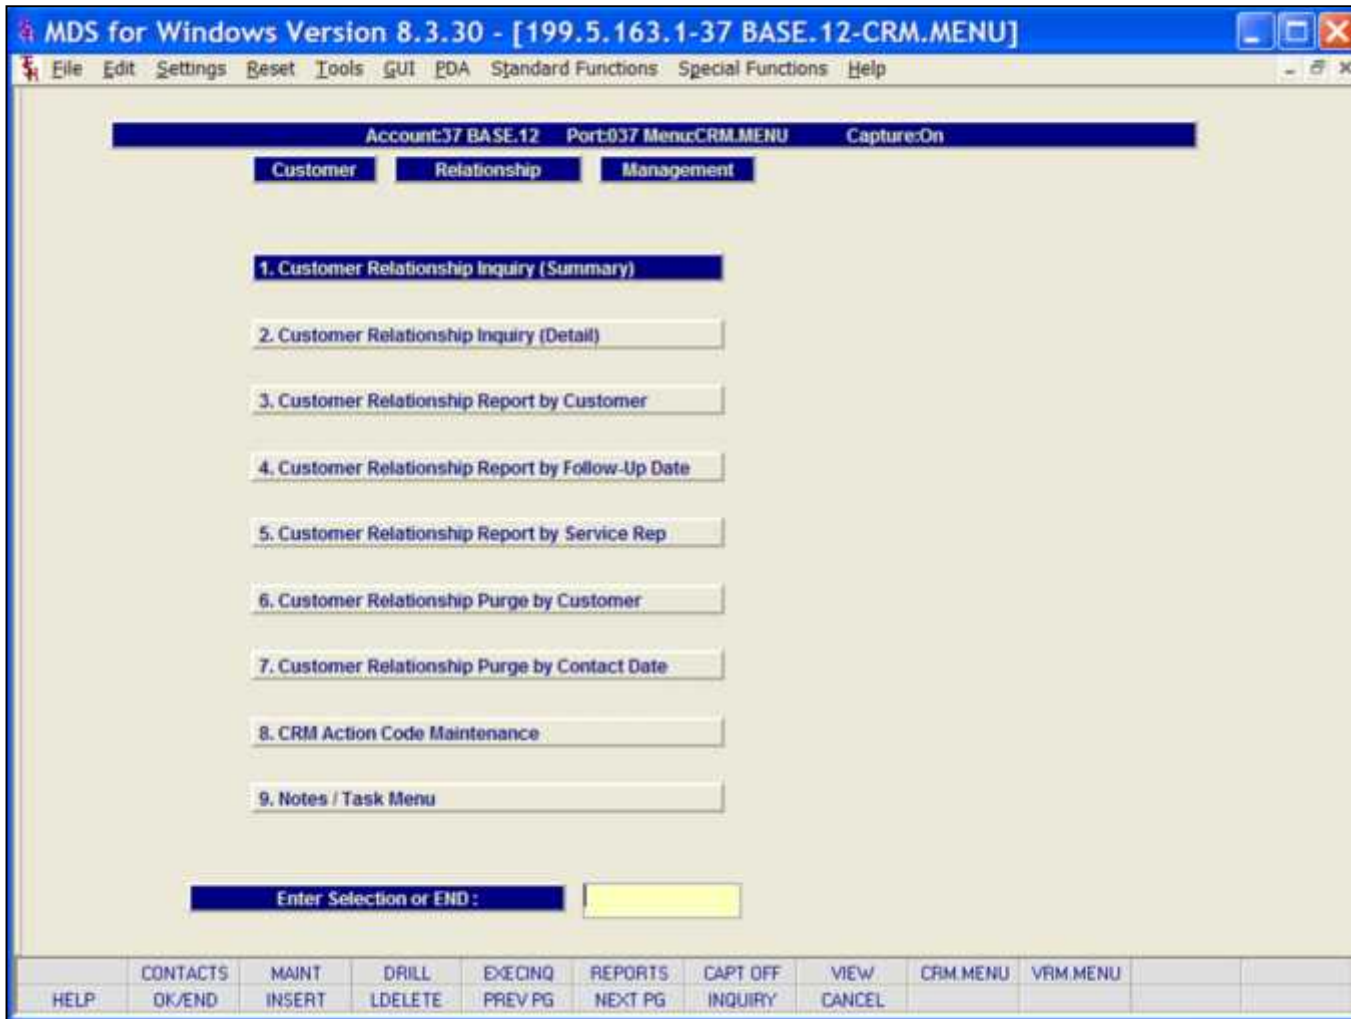 MDS for Windows Version 8.3.30 - [199.5.163.1-37 BASE.12-CRM.MENU]
File Edit Settings Reset Tools GUI PDA Standard Functions Special Functions Help
Account:37 BASE.12 Port:037 Menu:CRM.MENU Capture:On
Customer Relationship Management
1. Customer Relationship Inquiry (Summary)
2. Customer Relationship Inquiry (Detail)
3. Customer Relationship Report by Customer
4. Customer Relationship Report by Follow-Up Date
5. Customer Relationship Report by Service Rep
6. Customer Relationship Purge by Customer
7. Customer Relationship Purge by Contact Date
8. CRM Action Code Maintenance
9. Notes / Task Menu
Enter Selection or END :
CONTACTS MAINT DRILL EXECINQ REPORTS CAPT OFF VIEW CRM.MENU VRM.MENU
HELP OK/END INSERT LDELETE PREV PG NEXT PG INQUIRY CANCEL